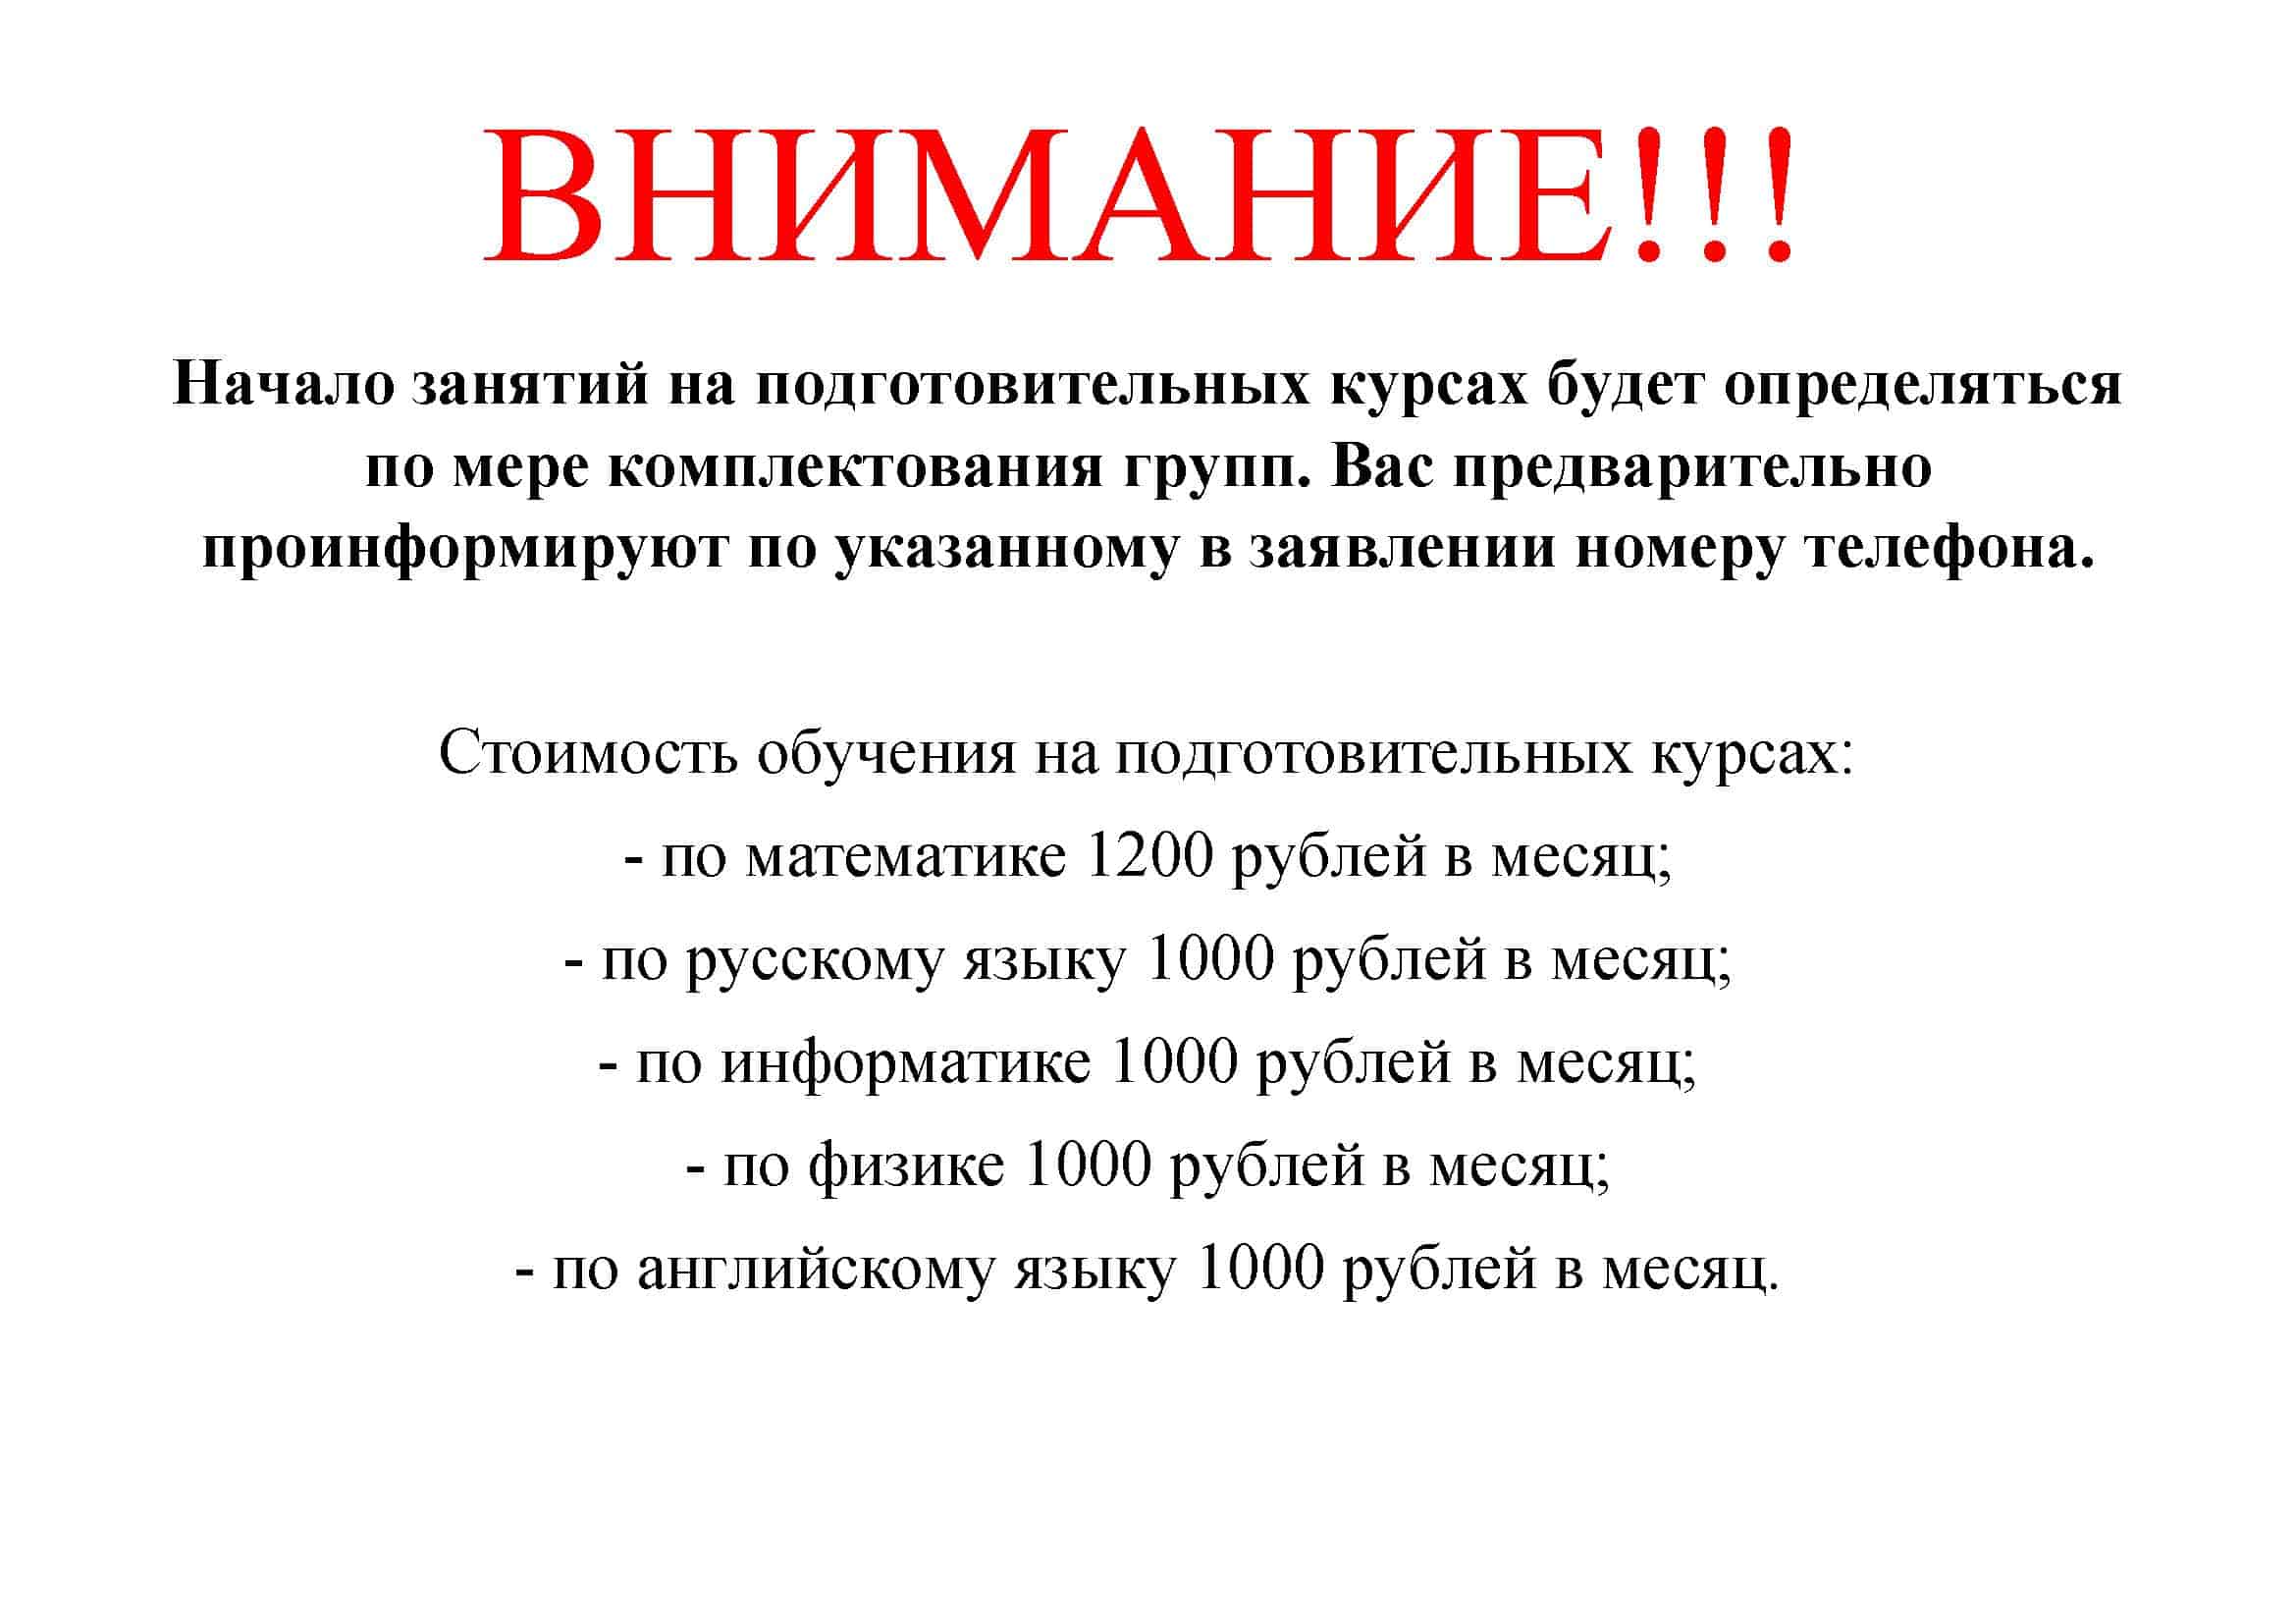 ВНИМАНИЕ!!!
Начало занятий на подготовительных курсах будет определяться
по мере комплектования групп. Вас предварительно
проинформируют по указанному в заявлении номеру телефона.
Стоимость обучения на подготовительных курсах:
- по математике 1200 рублей в месяц;
- по русскому языку 1000 рублей в месяц;
- по информатике 1000 рублей в месяц;
- по физике 1000 рублей в месяц;
- по английскому языку 1000 рублей в месяц.